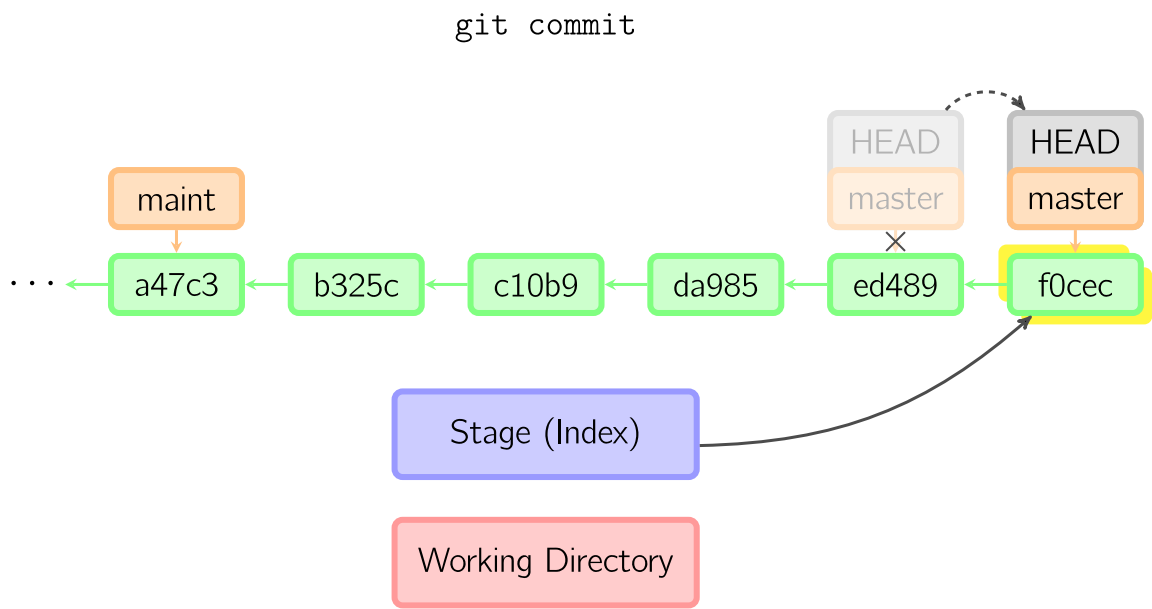 git commit
HEAD HEAD
maint master master
... a47c3 b325c c10b9 da985 ed489 f0cec
Stage (Index)
Working Directory